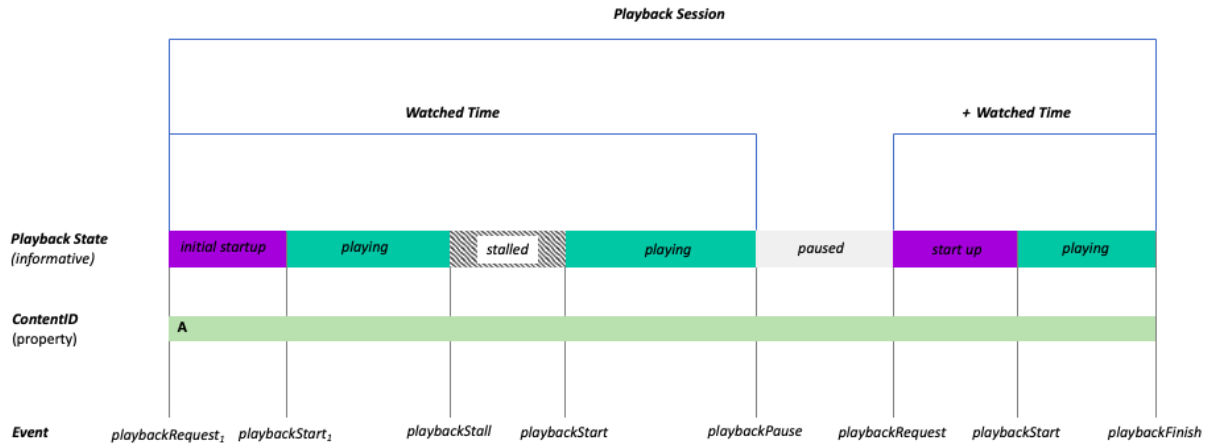 Playback Session
Watched Time
+ Watched Time
Playback State
(informative)
initial startup
playing
stalled
playing
paused
start up
playing
ContentID
(property)
A
Event
playbackRequest₁
playbackStart₁
playbackStall
playbackStart
playbackPause
playbackRequest
playbackStart
playbackFinish